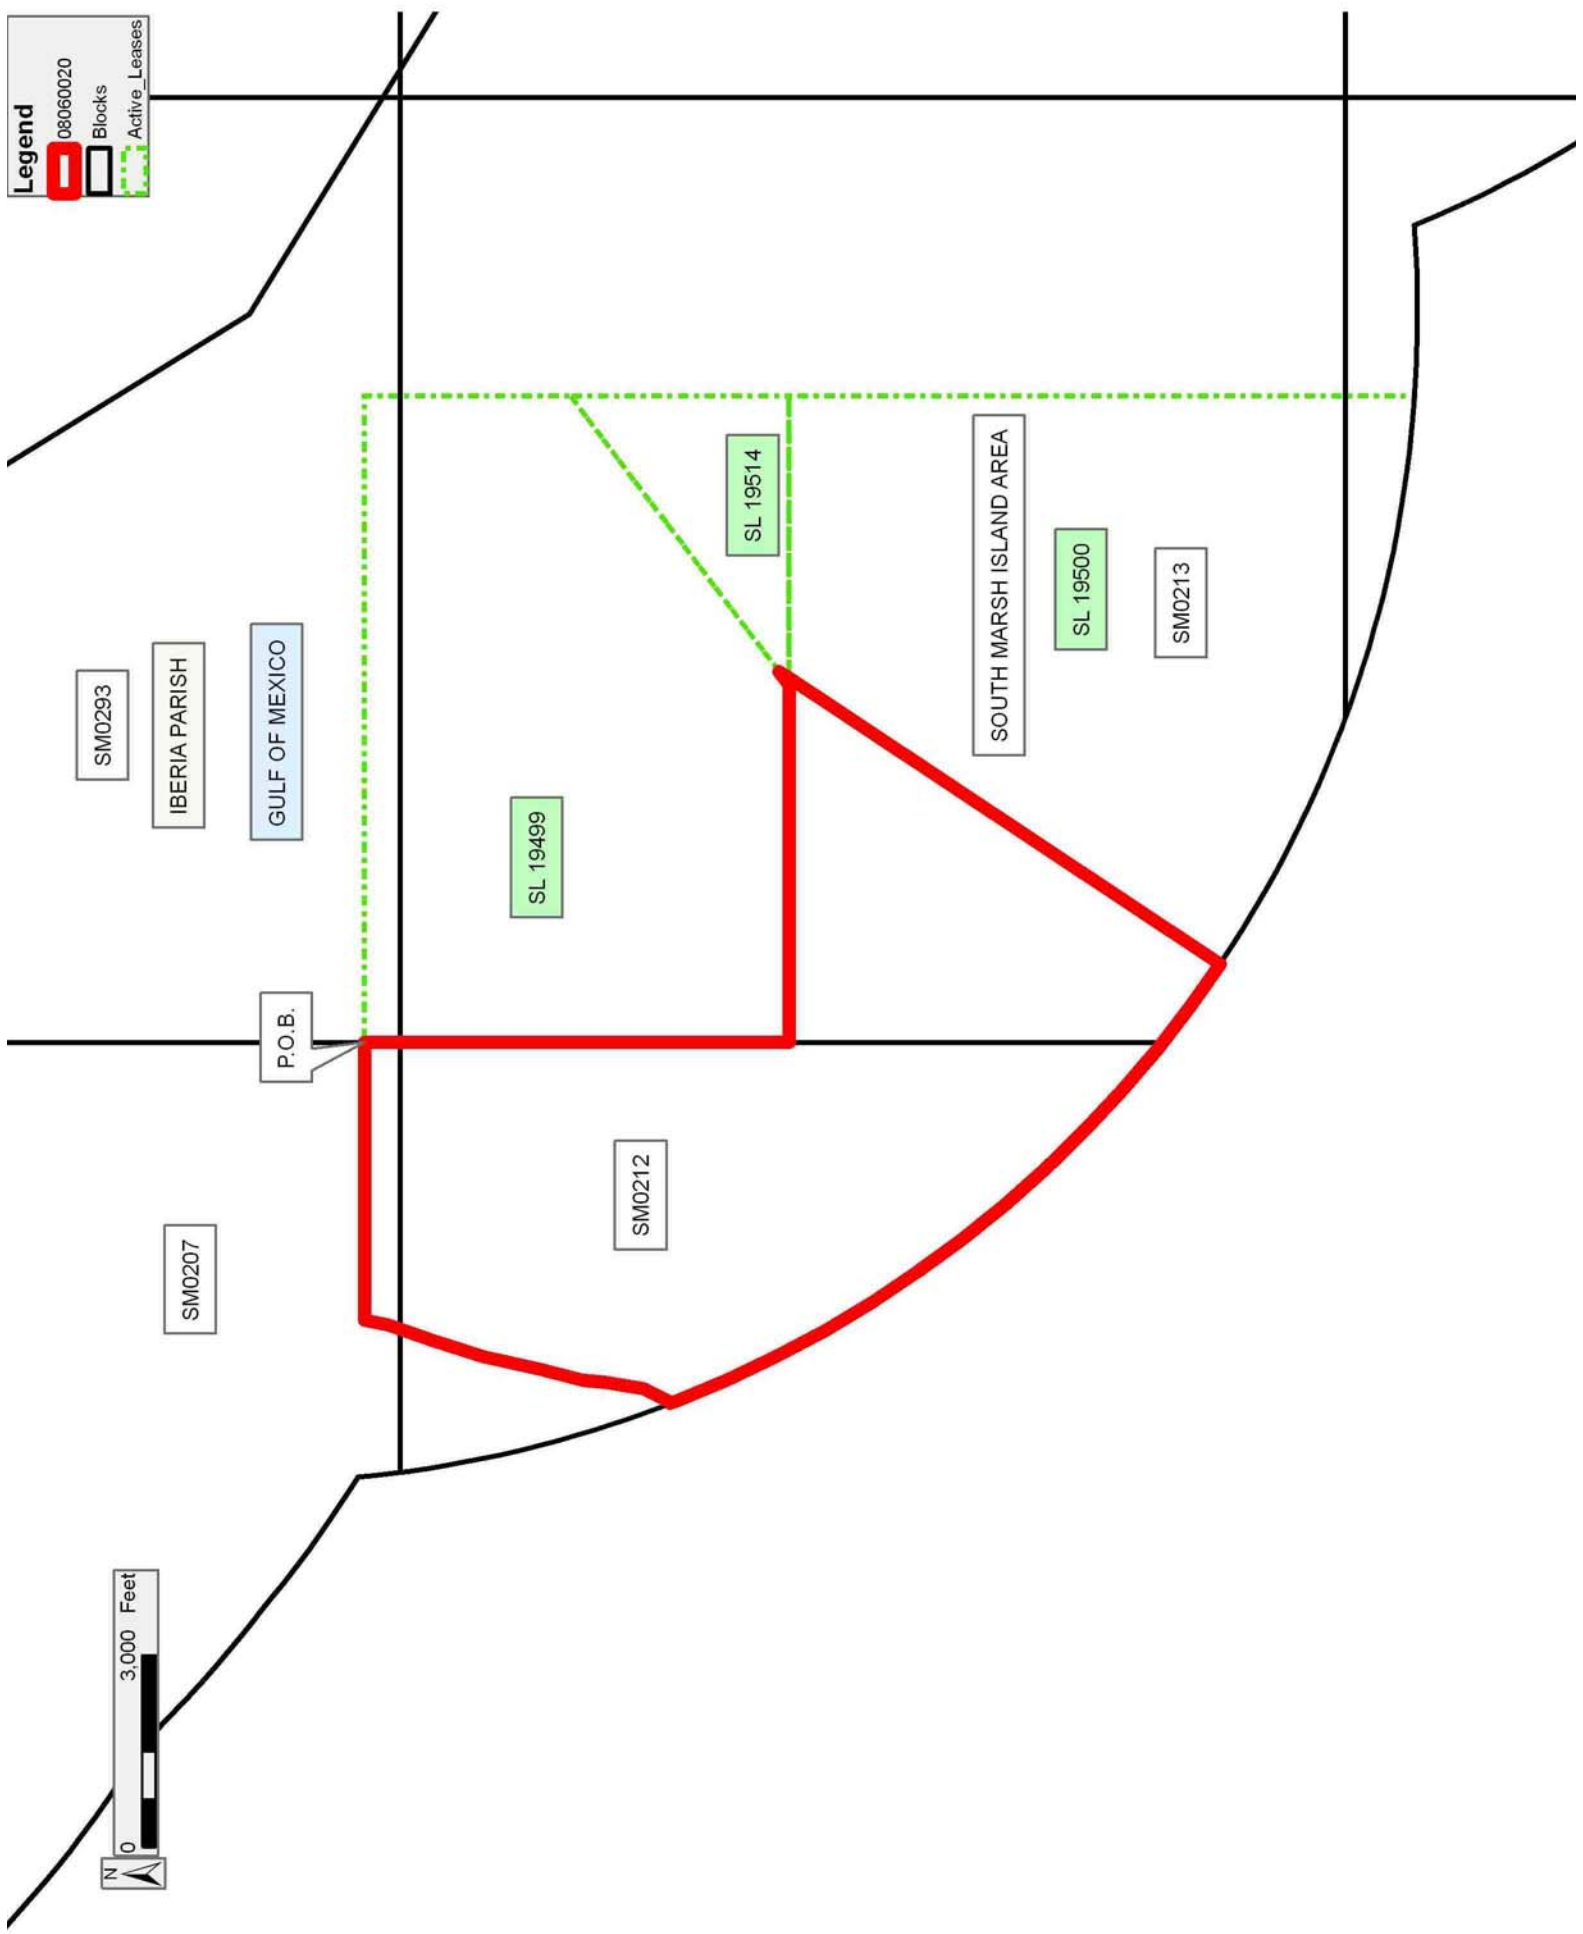 Legend
08060020
Blocks
Active_Leases
SM0293
IBERIA PARISH
GULF OF MEXICO
P.O.B.
SM0207
SL 19499
SM0212
SL 19514
SOUTH MARSH ISLAND AREA
SL 19500
SM0213
N
0 3,000 Feet